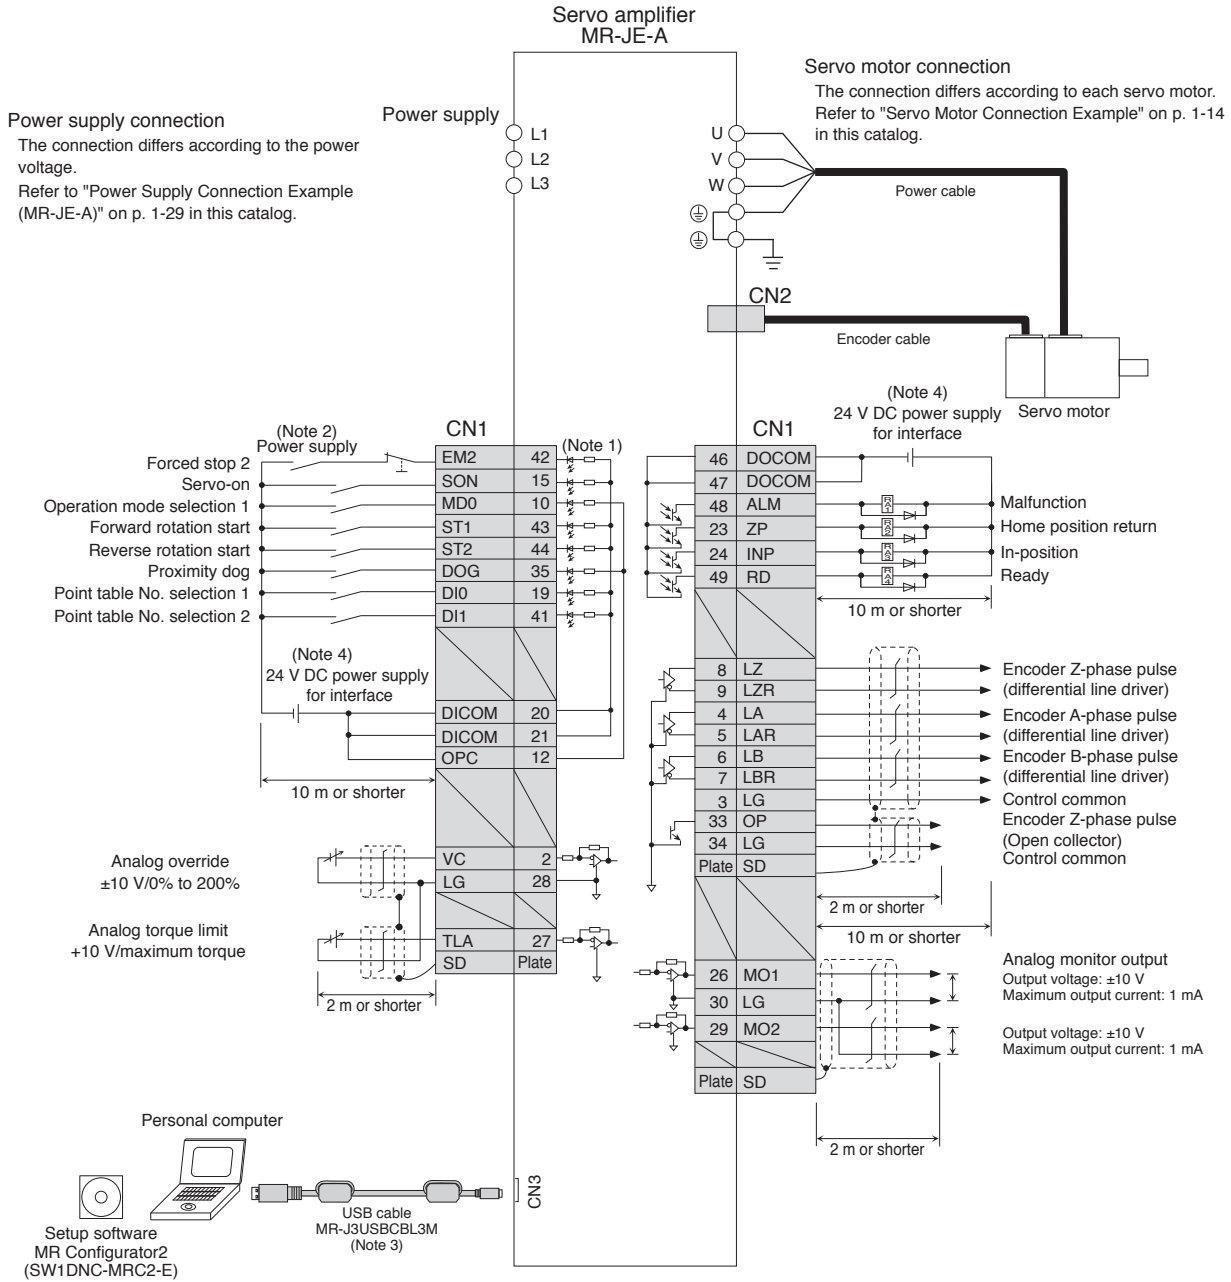 Servo amplifier
MR-JE-A
Servo motor connection
The connection differs according to each servo motor.
Refer to "Servo Motor Connection Example" on p. 1-14
in this catalog.
Power supply connection
The connection differs according to the power
voltage.
Refer to "Power Supply Connection Example
(MR-JE-A)" on p. 1-29 in this catalog.
Power supply
L1
L2
L3
U
V
W
Power cable
CN2
Encoder cable
Servo motor
(Note 2)
Power supply
CN1
(Note 1)
Forced stop 2 EM2 42
Servo-on SON 15
Operation mode selection 1 MD0 10
Forward rotation start ST1 43
Reverse rotation start ST2 44
Proximity dog DOG 35
Point table No. selection 1 DI0 19
Point table No. selection 2 DI1 41
(Note 4)
24 V DC power supply
for interface
DICOM 20
DICOM 21
OPC 12
10 m or shorter
Analog override
±10 V/0% to 200%
VC 2
LG 28
Analog torque limit
+10 V/maximum torque
TLA 27
SD Plate
2 m or shorter
(Note 4)
24 V DC power supply
for interface
CN1
46 DOCOM
47 DOCOM
48 ALM RA1 Malfunction
23 ZP RA2 Home position return
24 INP RA3 In-position
49 RD RA4 Ready
10 m or shorter
8 LZ Encoder Z-phase pulse
9 LZR (differential line driver)
4 LA Encoder A-phase pulse
5 LAR (differential line driver)
6 LB Encoder B-phase pulse
7 LBR (differential line driver)
3 LG Control common
33 OP Encoder Z-phase pulse
(Open collector)
34 LG Control common
Plate SD
2 m or shorter
10 m or shorter
Analog monitor output
26 MO1 Output voltage: ±10 V
Maximum output current: 1 mA
30 LG
29 MO2 Output voltage: ±10 V
Maximum output current: 1 mA
Plate SD
2 m or shorter
Personal computer
CN3
USB cable
MR-J3USBCBL3M
(Note 3)
Setup software
MR Configurator2
(SW1DNC-MRC2-E)